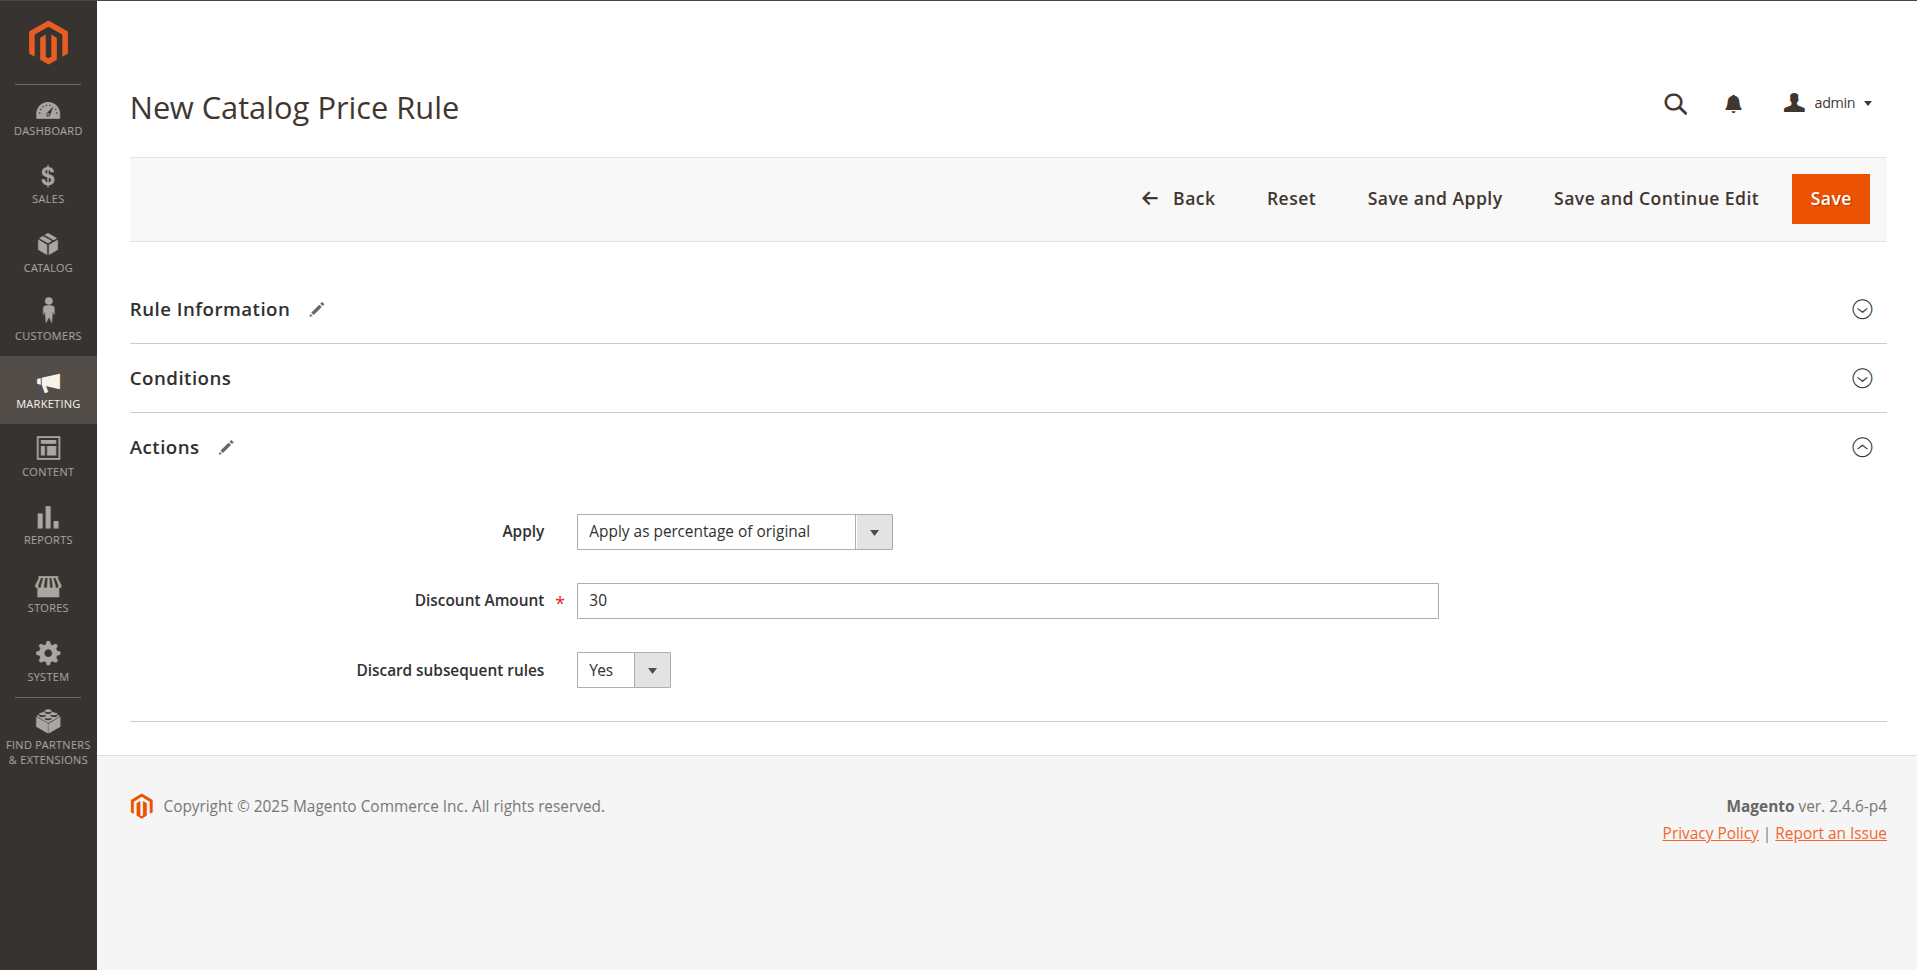 New Catalog Price Rule
admin
Back
Reset
Save and Apply
Save and Continue Edit
Save
DASHBOARD
SALES
CATALOG
CUSTOMERS
MARKETING
CONTENT
REPORTS
STORES
SYSTEM
FIND PARTNERS
& EXTENSIONS
Rule Information
Conditions
Actions
Apply
Apply as percentage of original
Discount Amount *
30
Discard subsequent rules
Yes
Copyright © 2025 Magento Commerce Inc. All rights reserved.
Magento ver. 2.4.6-p4
Privacy Policy | Report an Issue